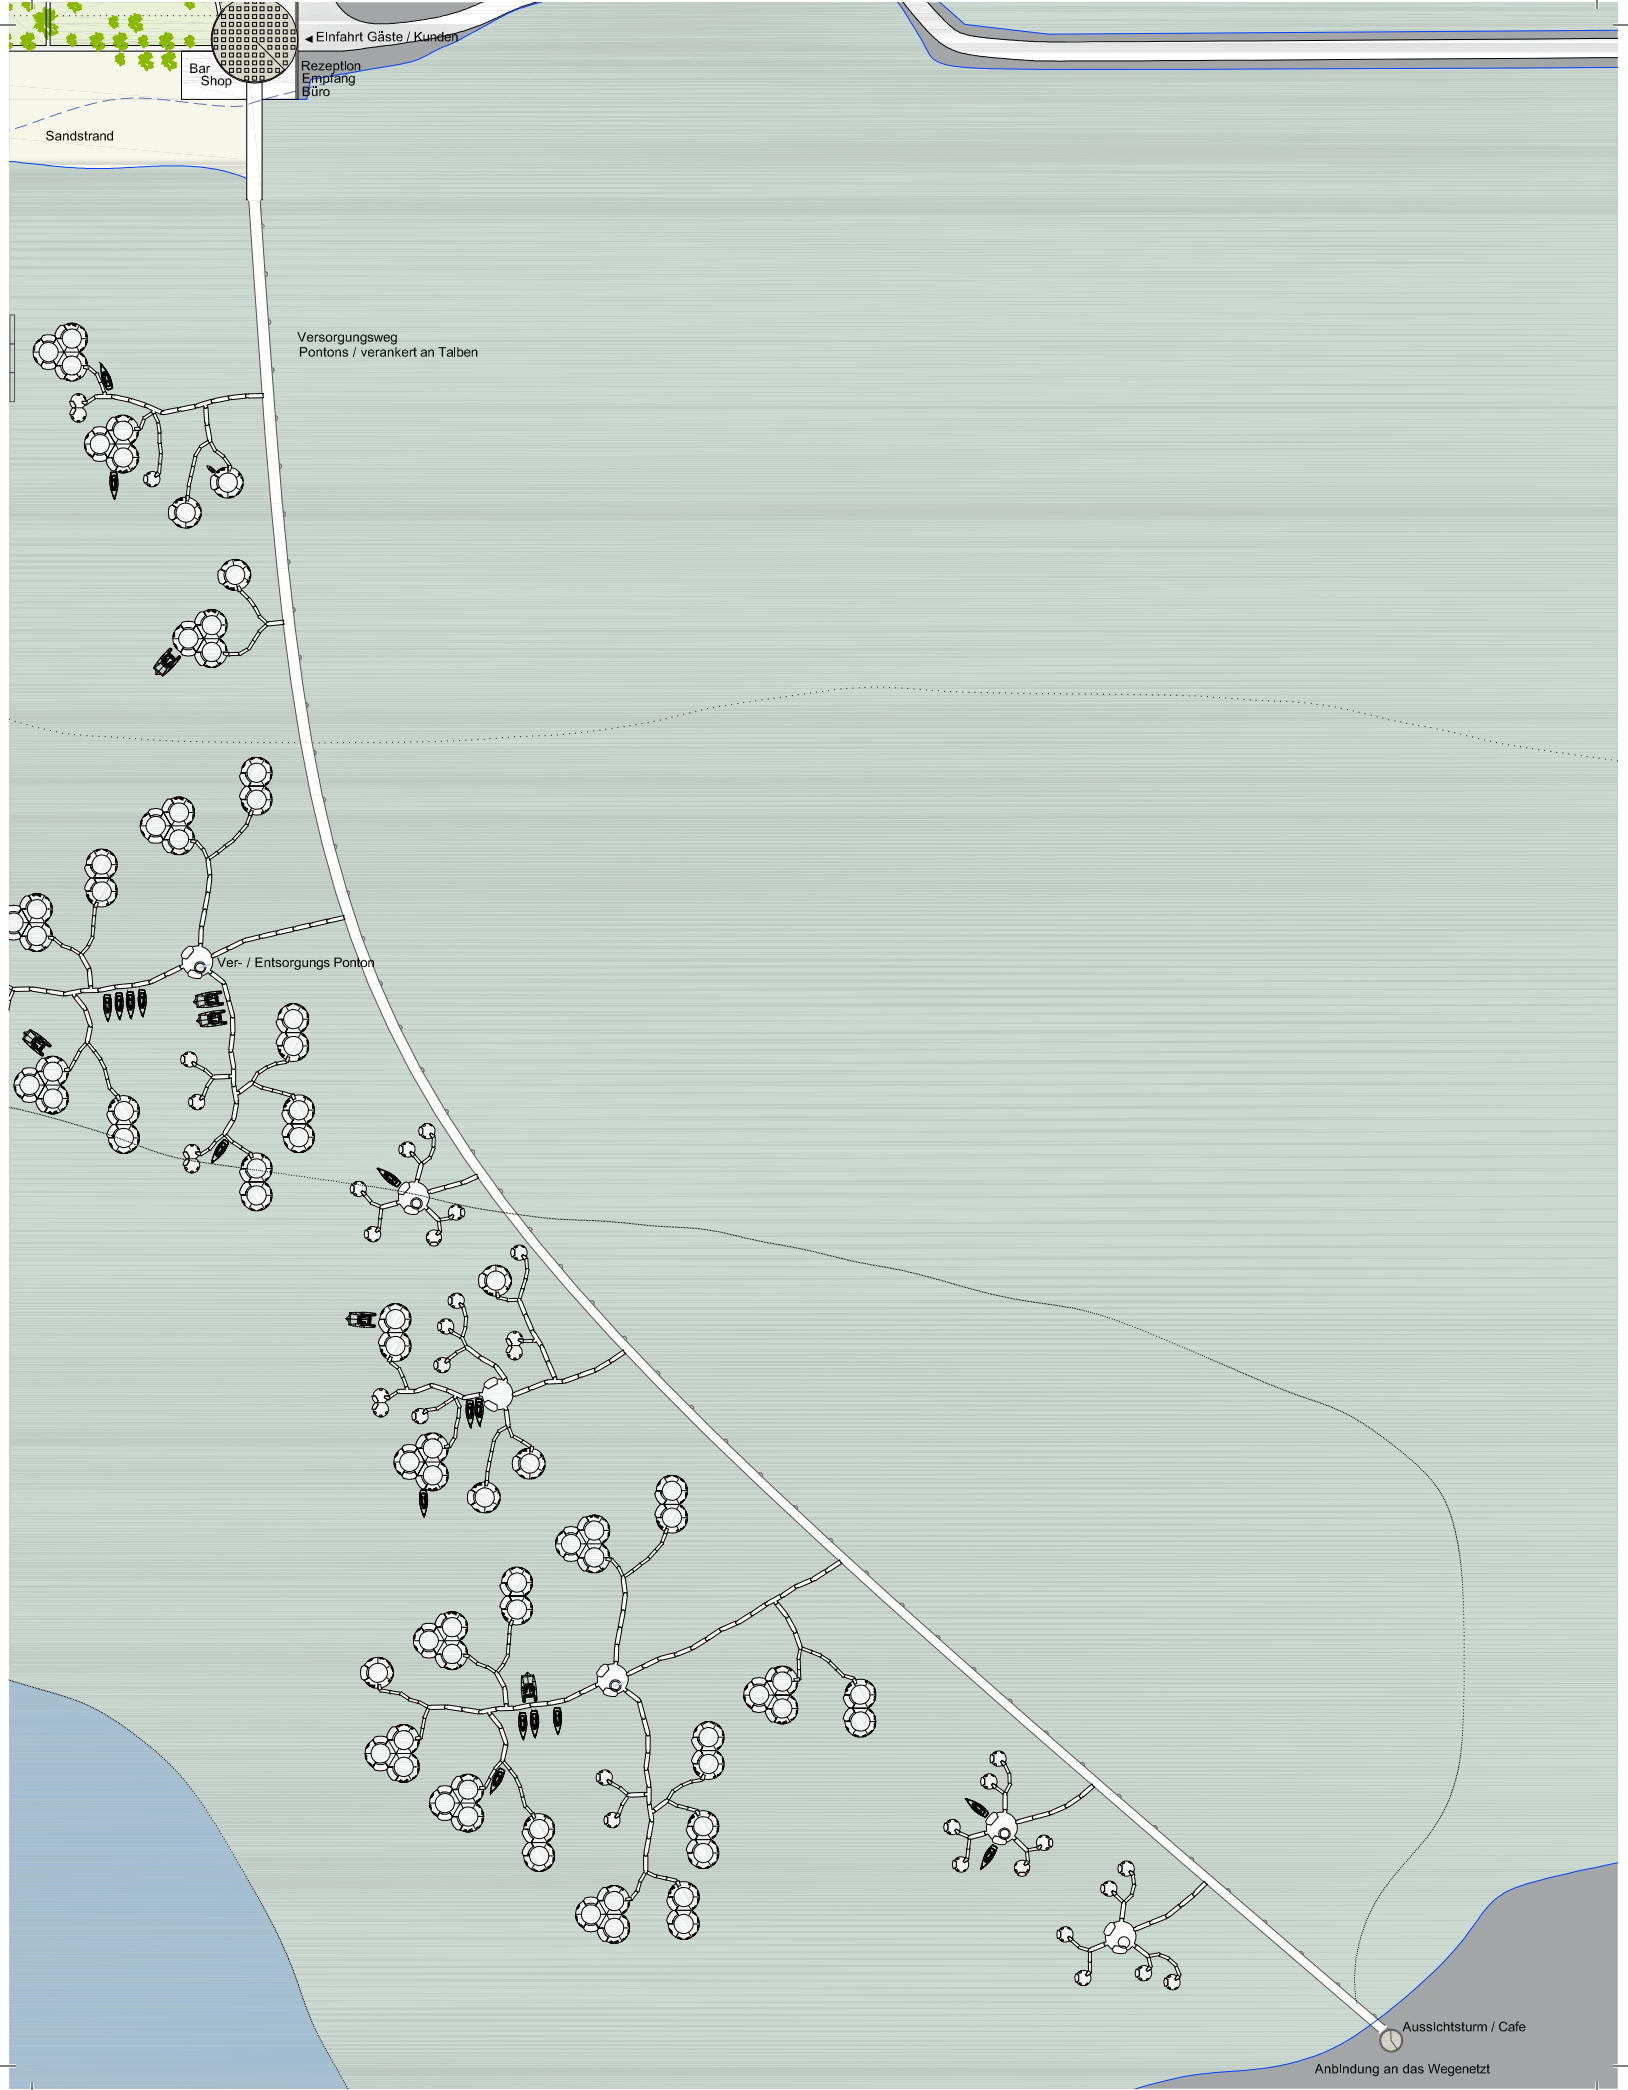 ◄ Einfahrt Gäste / Kunden
Bar
Shop
Rezeption
Empfang
Büro
Sandstrand
Versorgungsweg
Pontons / verankert an Talben
Ver- / Entsorgungs Ponton
Aussichtsturm / Cafe
Anbindung an das Wegenetzt